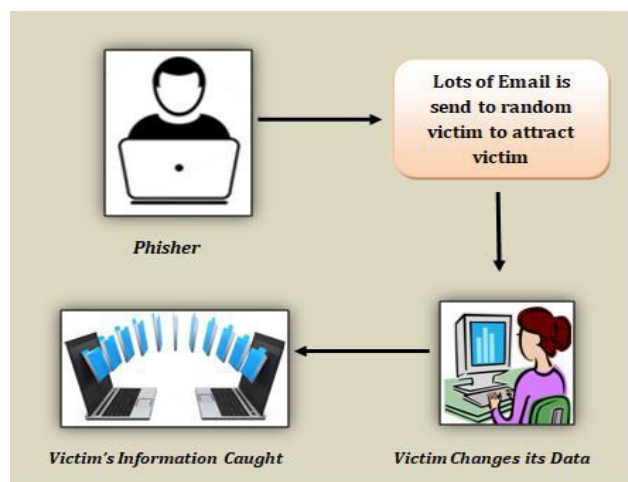 Lots of Email is
send to random
victim to attract
victim
Phisher
Victim's Information Caught
Victim Changes its Data